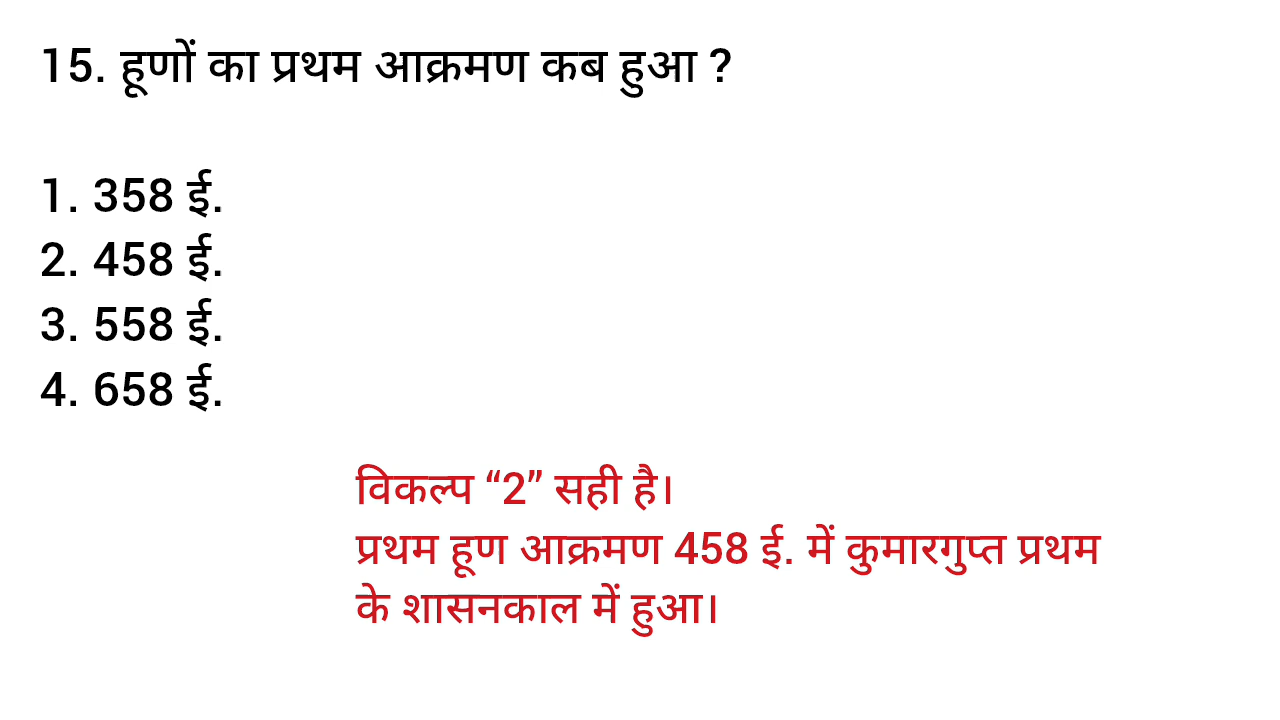 15. हूणों का प्रथम आक्रमण कब हुआ ?
1. 358 ई.
2. 458 ई.
3. 558 ई.
4. 658 ई.
विकल्प “2” सही है।
प्रथम हूण आक्रमण 458 ई. में कुमारगुप्त प्रथम
के शासनकाल में हुआ।